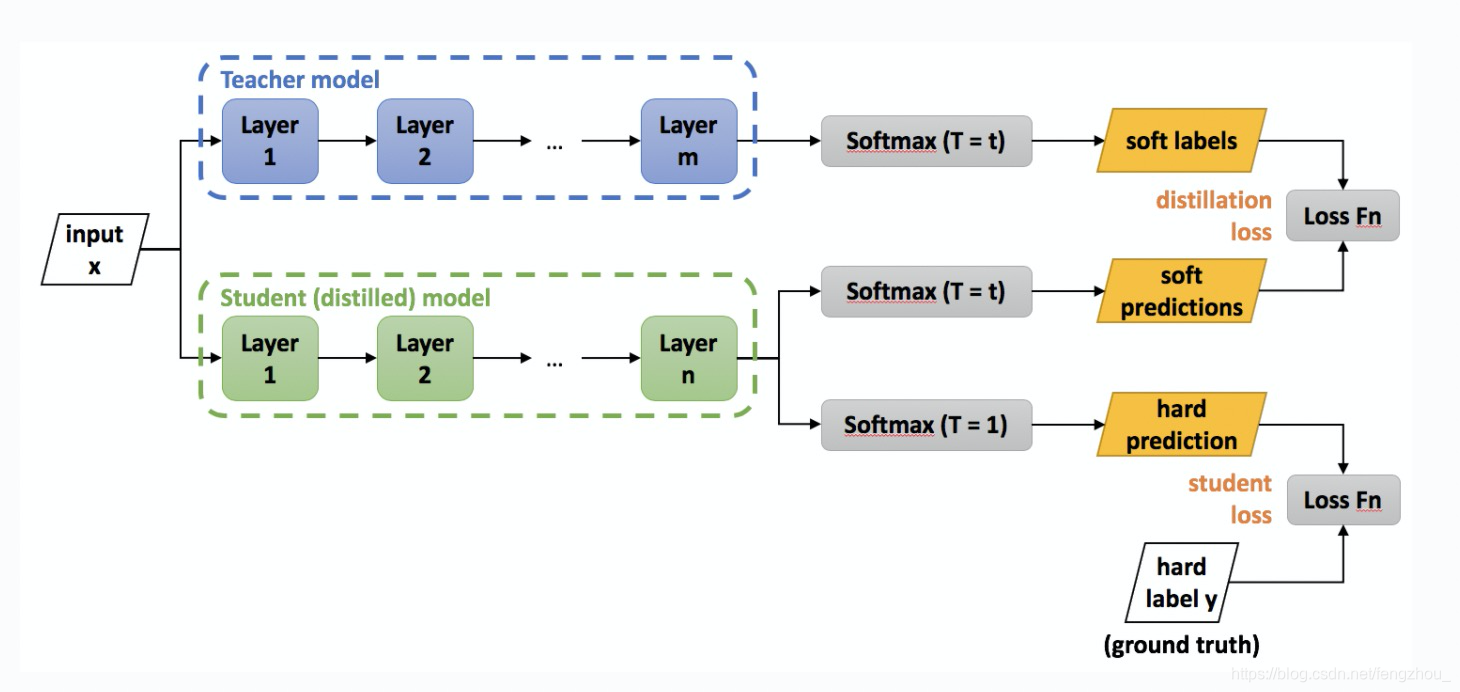 Teacher model
Layer
1
Layer
2
...
Layer
m
Softmax (T = t)
soft labels
input
x
distillation
loss
Loss Fn
Student (distilled) model
Layer
1
Layer
2
...
Layer
n
Softmax (T = t)
soft
predictions
Softmax (T = 1)
hard
prediction
student
loss
Loss Fn
hard
label y
(ground truth)
https://blog.csdn.net/fengzhou_